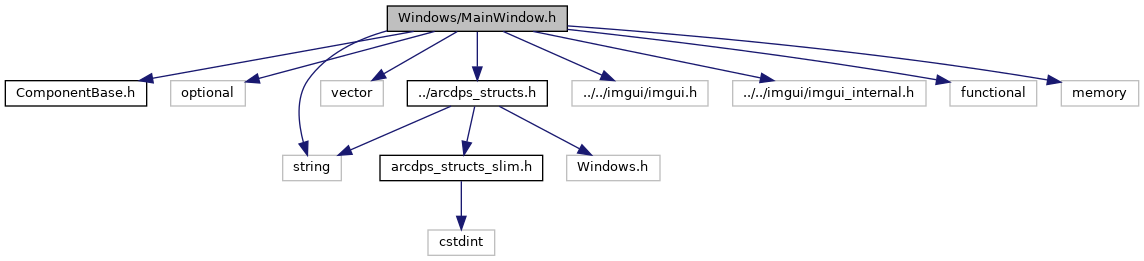 Windows/MainWindow.h
ComponentBase.h
optional
vector
../arcdps_structs.h
../../imgui/imgui.h
../../imgui/imgui_internal.h
functional
memory
string
arcdps_structs_slim.h
Windows.h
cstdint